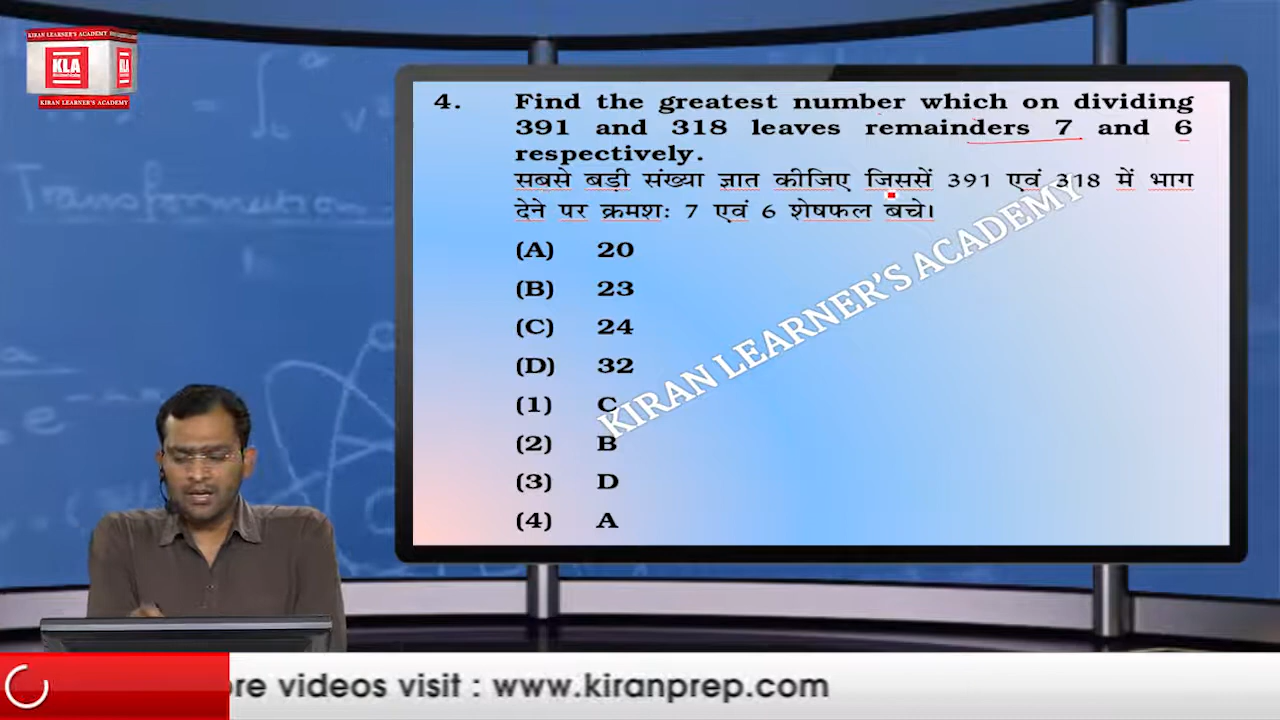 KIRAN LEARNER'S ACADEMY
KLA
KLA
KIRAN LEARNER'S ACADEMY
Transformation
4. Find the greatest number which on dividing
391 and 318 leaves remainders 7 and 6
respectively.
सबसे बड़ी संख्या ज्ञात कीजिए जिससें 391 एवं 318 में भाग
देने पर क्रमशः 7 एवं 6 शेषफल बचे।
(A) 20
(B) 23
(C) 24
(D) 32
(1) C
(2) B
(3) D
(4) A
KIRAN LEARNER'S ACADEMY
re videos visit : www.kiranprep.com